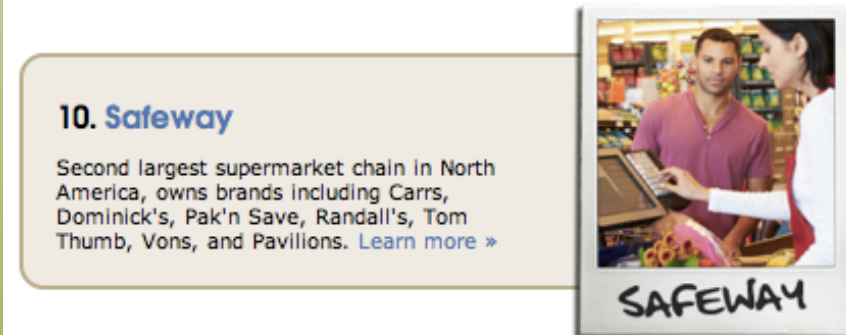 10. Safeway
Second largest supermarket chain in North
America, owns brands including Carrs,
Dominick's, Pak'n Save, Randall's, Tom
Thumb, Vons, and Pavilions. Learn more »
SAFEWAY